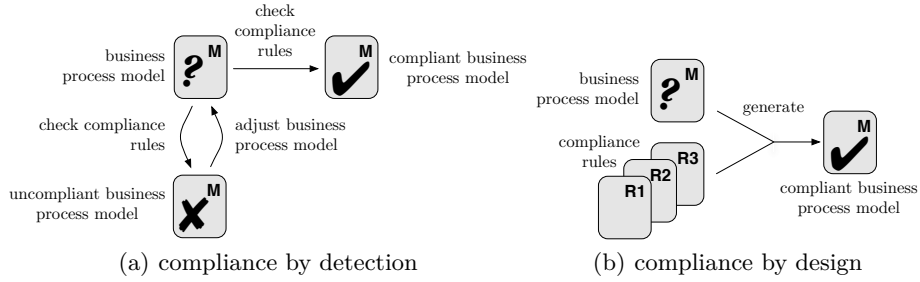 check
compliance
rules
M
?
business
process model
M
compliant business
process model
check compliance
rules
adjust business
process model
M
uncompliant business
process model
(a) compliance by detection
M
?
business
process model
generate
compliance
rules
R1
R2
R3
M
compliant business
process model
(b) compliance by design